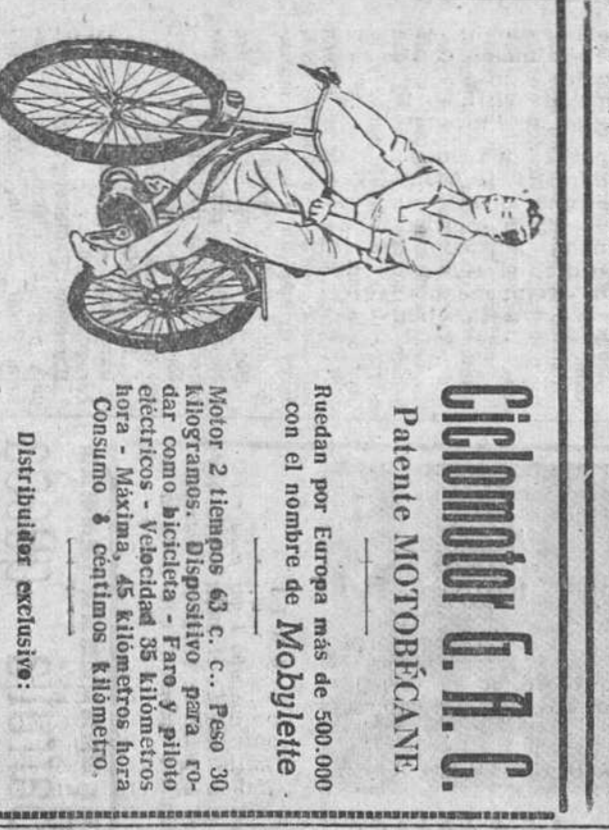 Ciclomotor G. A. C.
Patente MOTOBÉCANE
Ruedan por Europa más de 500.000
con el nombre de Mobylette
Motor 2 tiempos 63 c. c.. Peso 30
kilogramos. Dispositivo para ro-
dar como bicicleta - Faro y piloto
eléctricos - Velocidad 35 kilómetros
hora - Máxima, 45 kilómetros hora
Consumo 8 céntimos kilómetro.
Distribuidor exclusivo: